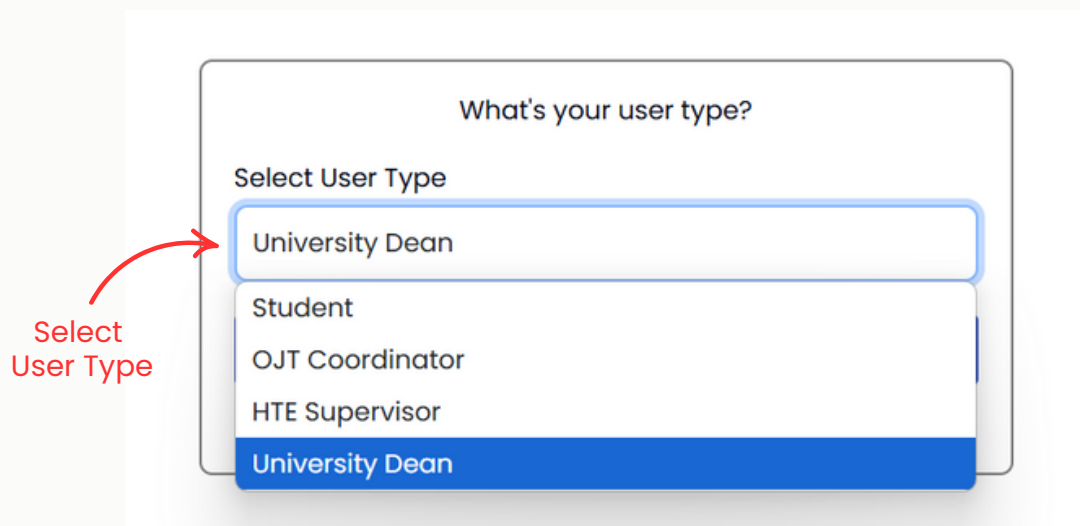 What's your user type?
Select User Type
University Dean
Student
OJT Coordinator
HTE Supervisor
University Dean
Select
User Type